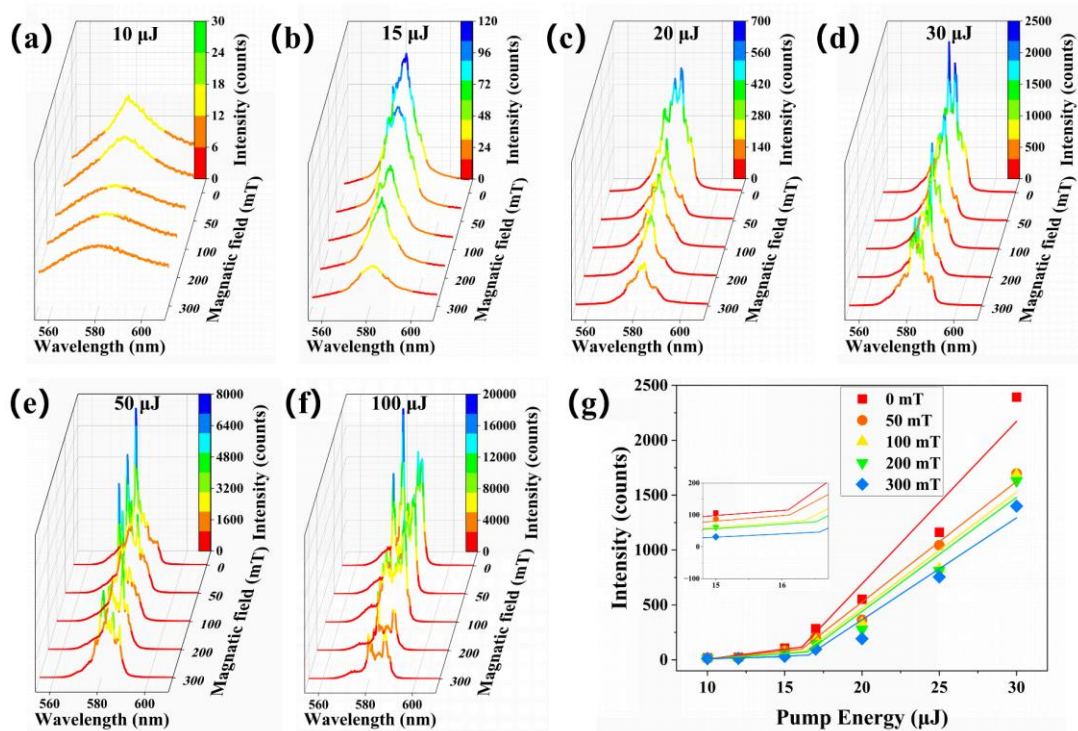 (a)
10 μJ
30
24
18
12
6
0
Intensity (counts)
0
50
100
200
300
Magnatic field (mT)
560
580
600
Wavelength (nm)
(b)
15 μJ
120
96
72
48
24
0
Intensity (counts)
0
50
100
200
300
Magnatic field (mT)
560
580
600
Wavelength (nm)
(c)
20 μJ
700
560
420
280
140
0
Intensity (counts)
0
50
100
200
300
Magnatic field (mT)
560
580
600
Wavelength (nm)
(d)
30 μJ
2500
2000
1500
1000
500
0
Intensity (counts)
0
50
100
200
300
Magnatic field (mT)
560
580
600
Wavelength (nm)
(e)
50 μJ
8000
6400
4800
3200
1600
0
Intensity (counts)
0
50
100
200
300
Magnatic field (mT)
560
580
600
Wavelength (nm)
(f)
100 μJ
20000
16000
12000
8000
4000
0
Intensity (counts)
0
50
100
200
300
Magnatic field (mT)
560
580
600
Wavelength (nm)
(g)
2500
2000
1500
1000
500
0
Intensity (counts)
0 mT
50 mT
100 mT
200 mT
300 mT
200
100
0
-100
15
16
10
15
20
25
30
Pump Energy (μJ)